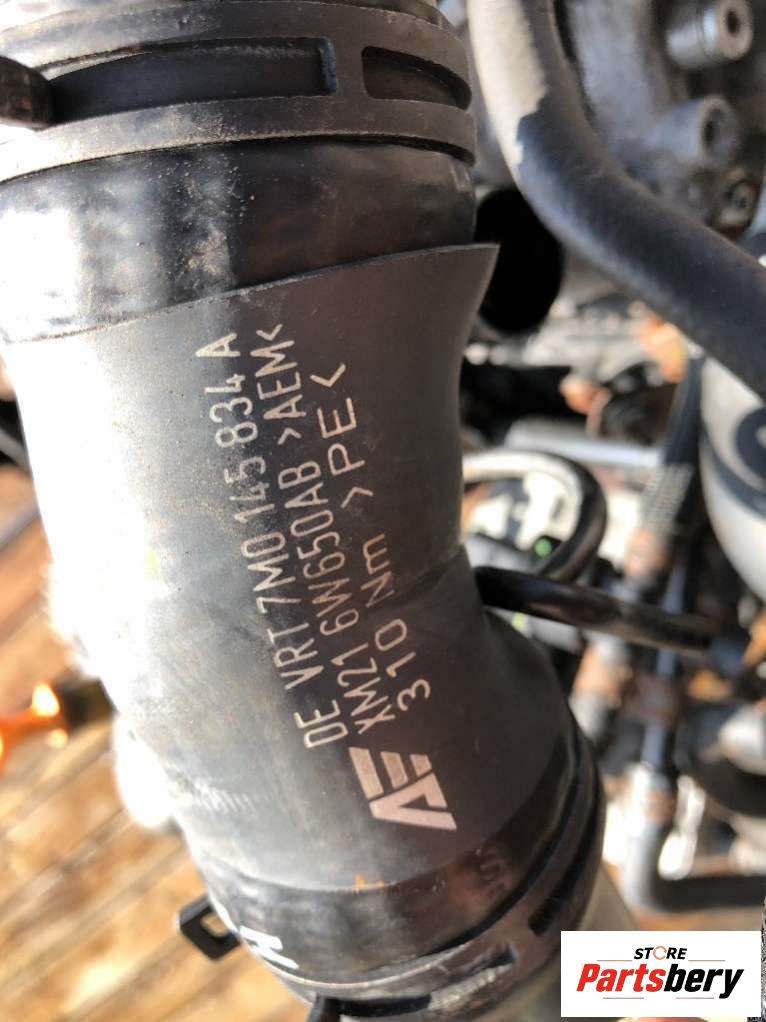 DE VRT 7M0 145 834 A
XM21 6W650AB >AEM<
310 Nm >PE<
STORE
Partsbery